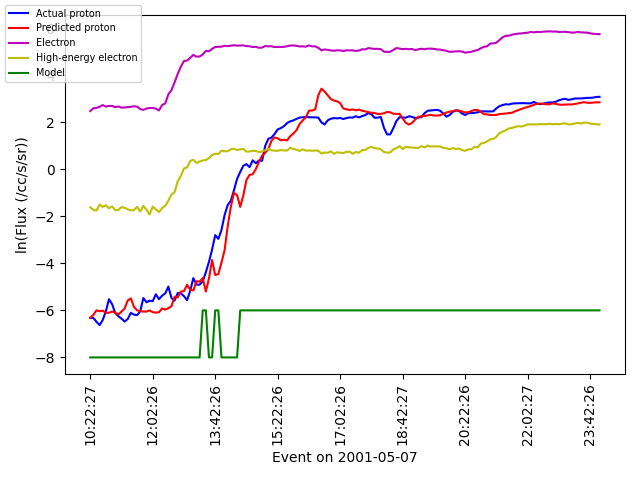 Actual proton
Predicted proton
Electron
High-energy electron
Model
2
0
−2
−4
−6
−8
ln(Flux (/cc/s/sr))
10:22:27
12:02:26
13:42:26
15:22:26
17:02:26
18:42:27
20:22:26
22:02:27
23:42:26
Event on 2001-05-07